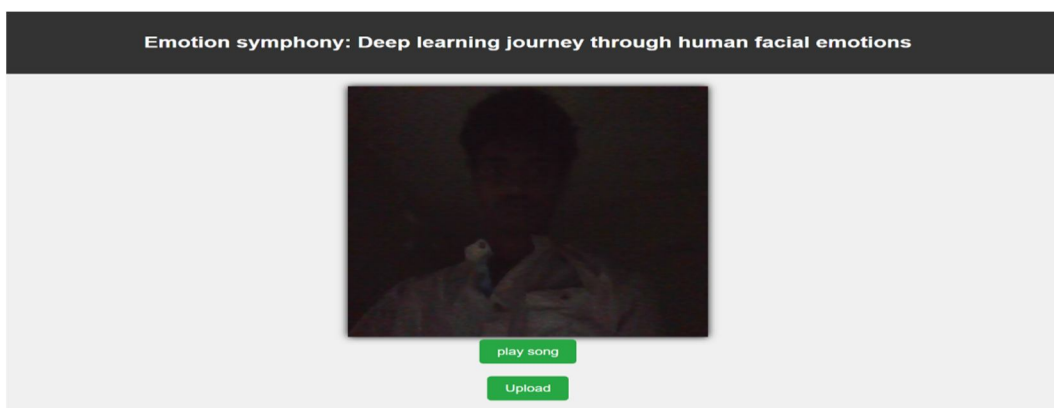 Emotion symphony: Deep learning journey through human facial emotions
play song
Upload